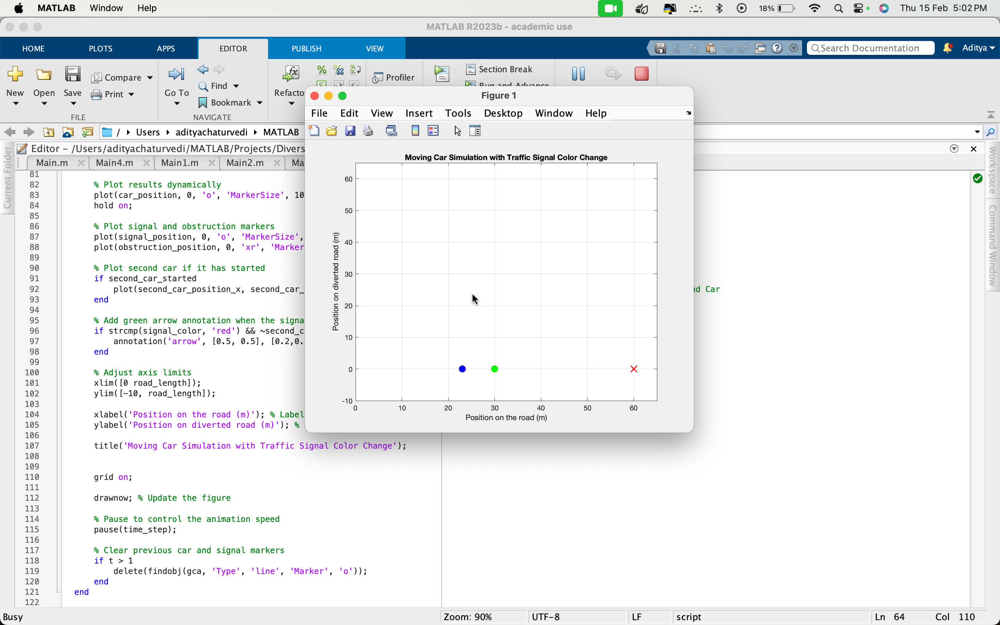 MATLAB Window Help 18% Thu 15 Feb 5:02 PM
MATLAB R2023b - academic use
HOME PLOTS APPS EDITOR PUBLISH VIEW Search Documentation Aditya
New Open Save Compare Print Go To Find Bookmark Refacto Profiler Section Break
Run and Advance
FILE NAVIGATE
/ Users adityachaturvedi MATLAB
Editor – /Users/adityachaturvedi/MATLAB/Projects/Divers
Main.m Main4.m Main1.m Main2.m Ma
Current Folder
Workspace
Command Window
81
82 % Plot results dynamically
83 plot(car_position, 0, 'o', 'MarkerSize', 10
84 hold on;
85
86 % Plot signal and obstruction markers
87 plot(signal_position, 0, 'o', 'MarkerSize',
88 plot(obstruction_position, 0, 'xr', 'Marker
89
90 % Plot second car if it has started
91 if second_car_started
92 plot(second_car_position_x, second_car_ nd Car
93 end
94
95 % Add green arrow annotation when the signa
96 if strcmp(signal_color, 'red') && ~second_c
97 annotation('arrow', [0.5, 0.5], [0.2,0.
98 end
99
100 % Adjust axis limits
101 xlim([0 road_length]);
102 ylim([-10, road_length]);
103
104 xlabel('Position on the road (m)'); % Label
105 ylabel('Position on diverted road (m)'); %
106
107 title('Moving Car Simulation with Traffic Signal Color Change');
108
109
110 grid on;
111
112 drawnow; % Update the figure
113
114 % Pause to control the animation speed
115 pause(time_step);
116
117 % Clear previous car and signal markers
118 if t > 1
119 delete(findobj(gca, 'Type', 'line', 'Marker', 'o'));
120 end
121 end
122
Figure 1
File Edit View Insert Tools Desktop Window Help
Moving Car Simulation with Traffic Signal Color Change
Position on diverted road (m)
60
50
40
30
20
10
0
-10
0 10 20 30 40 50 60
Position on the road (m)
Busy Zoom: 90% UTF-8 LF script Ln 64 Col 110